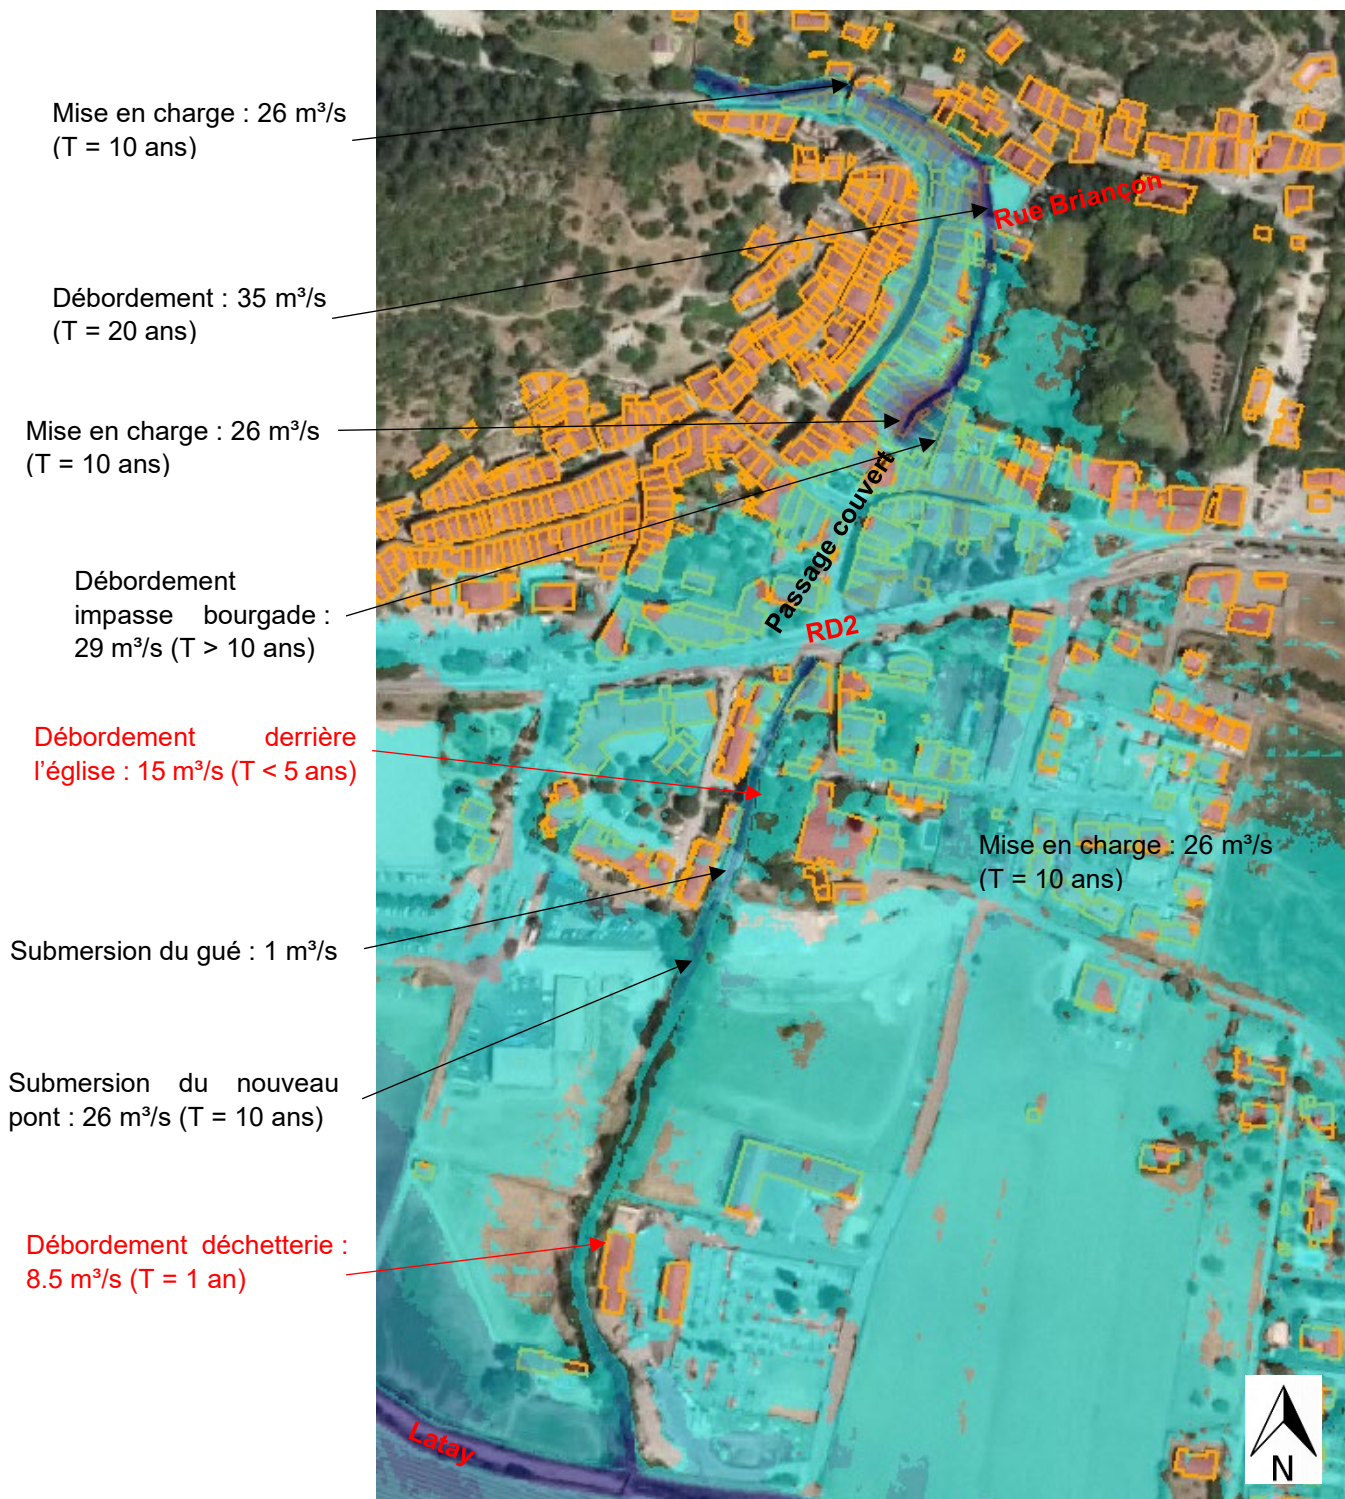 Mise en charge : 26 m³/s
(T = 10 ans)
Rue Briançon
Débordement : 35 m³/s
(T = 20 ans)
Mise en charge : 26 m³/s
(T = 10 ans)
Passage couvert
Débordement
impasse bourgade :
29 m³/s (T > 10 ans)
RD2
Débordement derrière
l'église : 15 m³/s (T < 5 ans)
Mise en charge : 26 m³/s
(T = 10 ans)
Submersion du gué : 1 m³/s
Submersion du nouveau
pont : 26 m³/s (T = 10 ans)
Débordement déchetterie :
8.5 m³/s (T = 1 an)
Latay
N